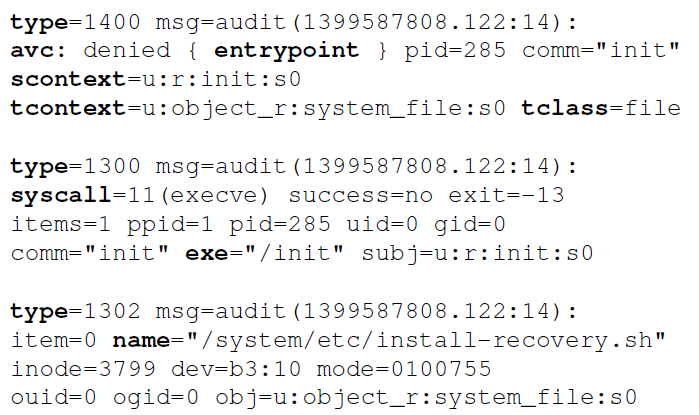 type=1400 msg=audit(1399587808.122:14):
avc: denied { entrypoint } pid=285 comm="init"
scontext=u:r:init:s0
tcontext=u:object_r:system_file:s0 tclass=file
type=1300 msg=audit(1399587808.122:14):
syscall=11(execve) success=no exit=-13
items=1 ppid=1 pid=285 uid=0 gid=0
comm="init" exe="/init" subj=u:r:init:s0
type=1302 msg=audit(1399587808.122:14):
item=0 name="/system/etc/install-recovery.sh"
inode=3799 dev=b3:10 mode=0100755
ouid=0 ogid=0 obj=u:object_r:system_file:s0